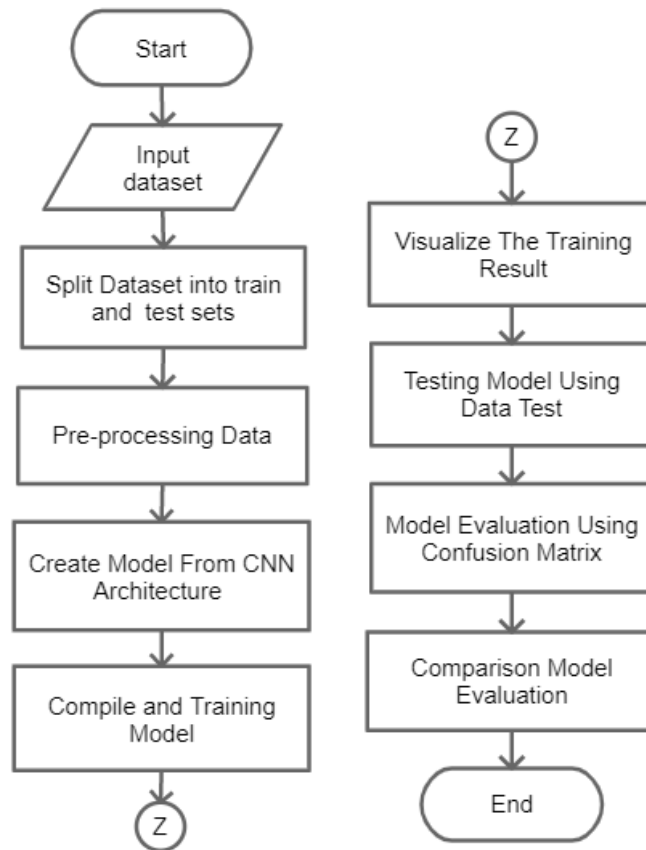 Start
Input
dataset
Split Dataset into train
and test sets
Pre-processing Data
Create Model From CNN
Architecture
Compile and Training
Model
Z
Z
Visualize The Training
Result
Testing Model Using
Data Test
Model Evaluation Using
Confusion Matrix
Comparison Model
Evaluation
End